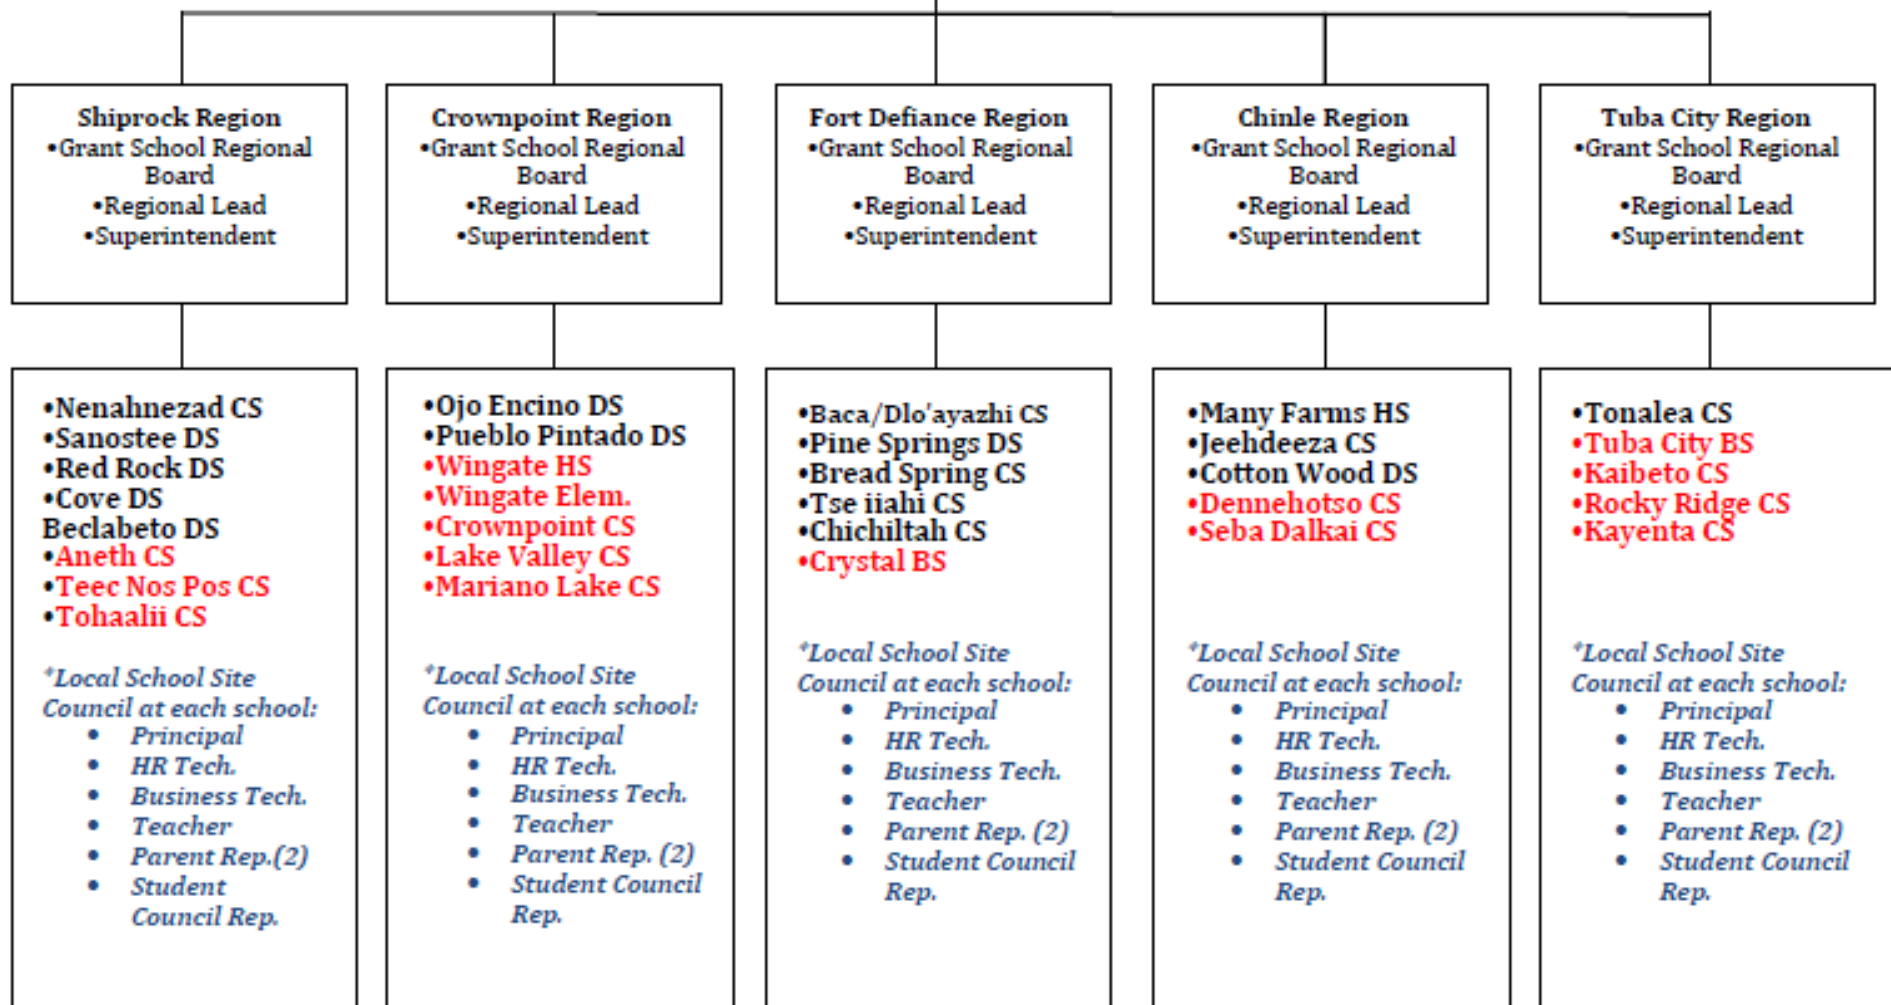 Shiprock Region
•Grant School Regional
Board
•Regional Lead
•Superintendent
Crownpoint Region
•Grant School Regional
Board
•Regional Lead
•Superintendent
Fort Defiance Region
•Grant School Regional
Board
•Regional Lead
•Superintendent
Chinle Region
•Grant School Regional
Board
•Regional Lead
•Superintendent
Tuba City Region
•Grant School Regional
Board
•Regional Lead
•Superintendent
•Nenahnezad CS
•Sanostee DS
•Red Rock DS
•Cove DS
Beclabeto DS
•Aneth CS
•Teec Nos Pos CS
•Tohaalii CS
*Local School Site
Council at each school:
• Principal
• HR Tech.
• Business Tech.
• Teacher
• Parent Rep.(2)
• Student
Council Rep.
•Ojo Encino DS
•Pueblo Pintado DS
•Wingate HS
•Wingate Elem.
•Crownpoint CS
•Lake Valley CS
•Mariano Lake CS
*Local School Site
Council at each school:
• Principal
• HR Tech.
• Business Tech.
• Teacher
• Parent Rep. (2)
• Student Council
Rep.
•Baca/Dlo'ayazhi CS
•Pine Springs DS
•Bread Spring CS
•Tse iiahi CS
•Chichiltah CS
•Crystal BS
*Local School Site
Council at each school:
• Principal
• HR Tech.
• Business Tech.
• Teacher
• Parent Rep. (2)
• Student Council
Rep.
•Many Farms HS
•Jeehdeeza CS
•Cotton Wood DS
•Dennehotso CS
•Seba Dalkai CS
*Local School Site
Council at each school:
• Principal
• HR Tech.
• Business Tech.
• Teacher
• Parent Rep. (2)
• Student Council
Rep.
•Tonalea CS
•Tuba City BS
•Kaibeto CS
•Rocky Ridge CS
•Kayenta CS
*Local School Site
Council at each school:
• Principal
• HR Tech.
• Business Tech.
• Teacher
• Parent Rep. (2)
• Student Council
Rep.